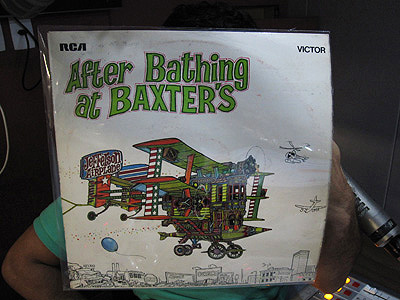 RCA VICTOR
After Bathing
at BAXTER'S
Jefferson
AIRPLANE